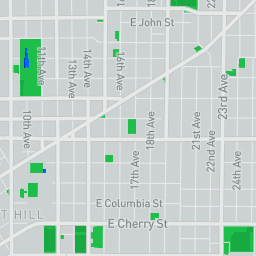 22
E John St
11th Ave
13th Ave
14th Ave
16th Ave
23rd Ave
10th Ave
18th Ave
21st Ave
22nd Ave
17th Ave
24th Ave
E Columbia St
T HILL
E Cherry St